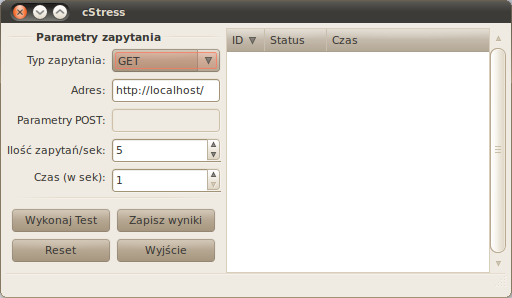 cStress
Parametry zapytania
Typ zapytania: GET
Adres: http://localhost/
Parametry POST:
Ilość zapytań/sek: 5
Czas (w sek): 1
Wykonaj Test Zapisz wyniki
Reset Wyjście
ID Status Czas